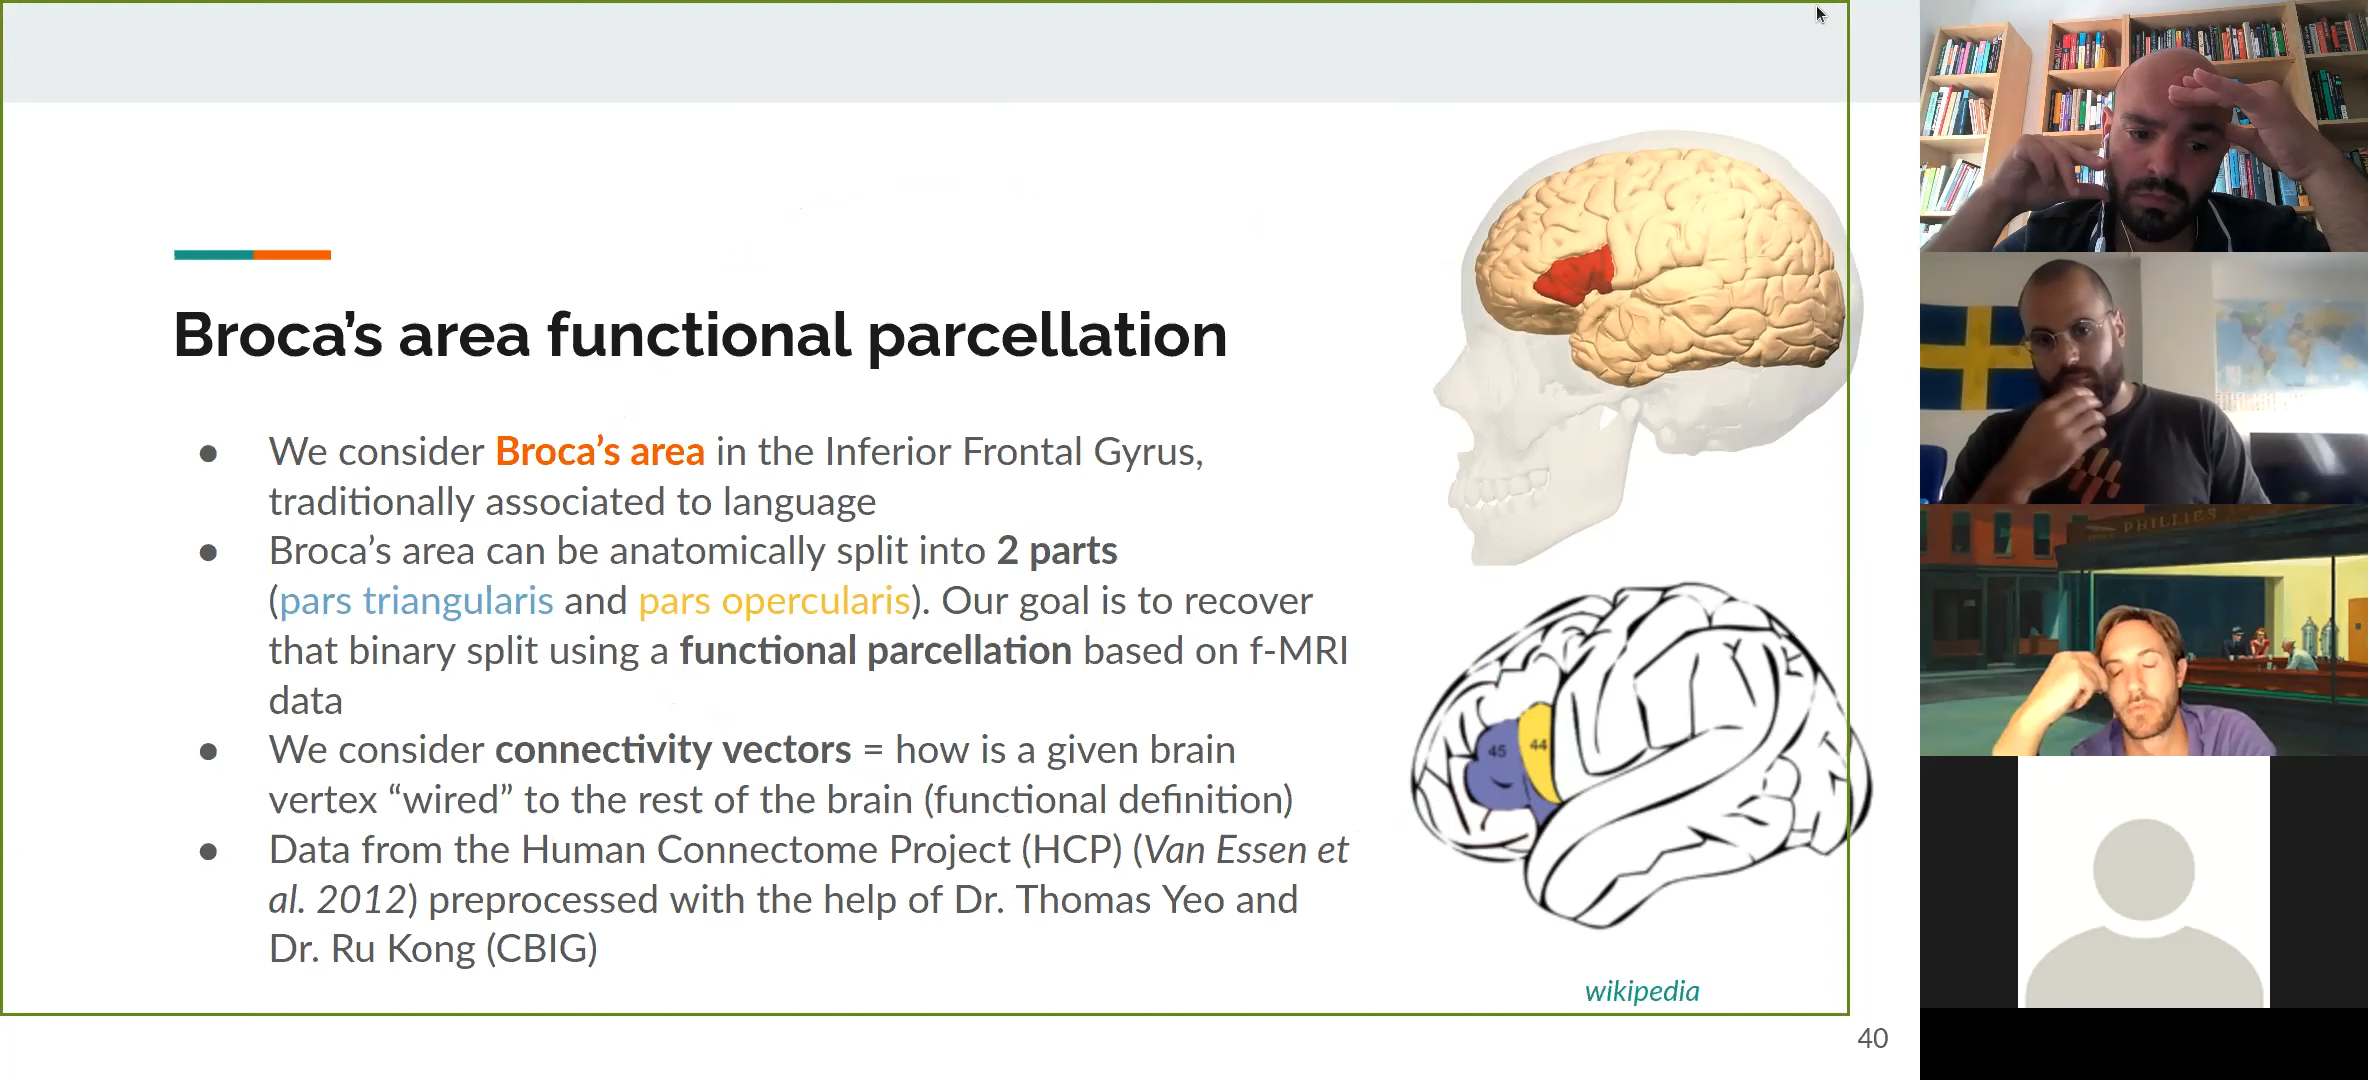 Broca’s area functional parcellation
● We consider Broca’s area in the Inferior Frontal Gyrus,
traditionally associated to language
● Broca’s area can be anatomically split into 2 parts
(pars triangularis and pars opercularis). Our goal is to recover
that binary split using a functional parcellation based on f-MRI
data
● We consider connectivity vectors = how is a given brain
vertex “wired” to the rest of the brain (functional definition)
● Data from the Human Connectome Project (HCP) (Van Essen et
al. 2012) preprocessed with the help of Dr. Thomas Yeo and
Dr. Ru Kong (CBIG)
45
44
wikipedia
40
PHILLIES